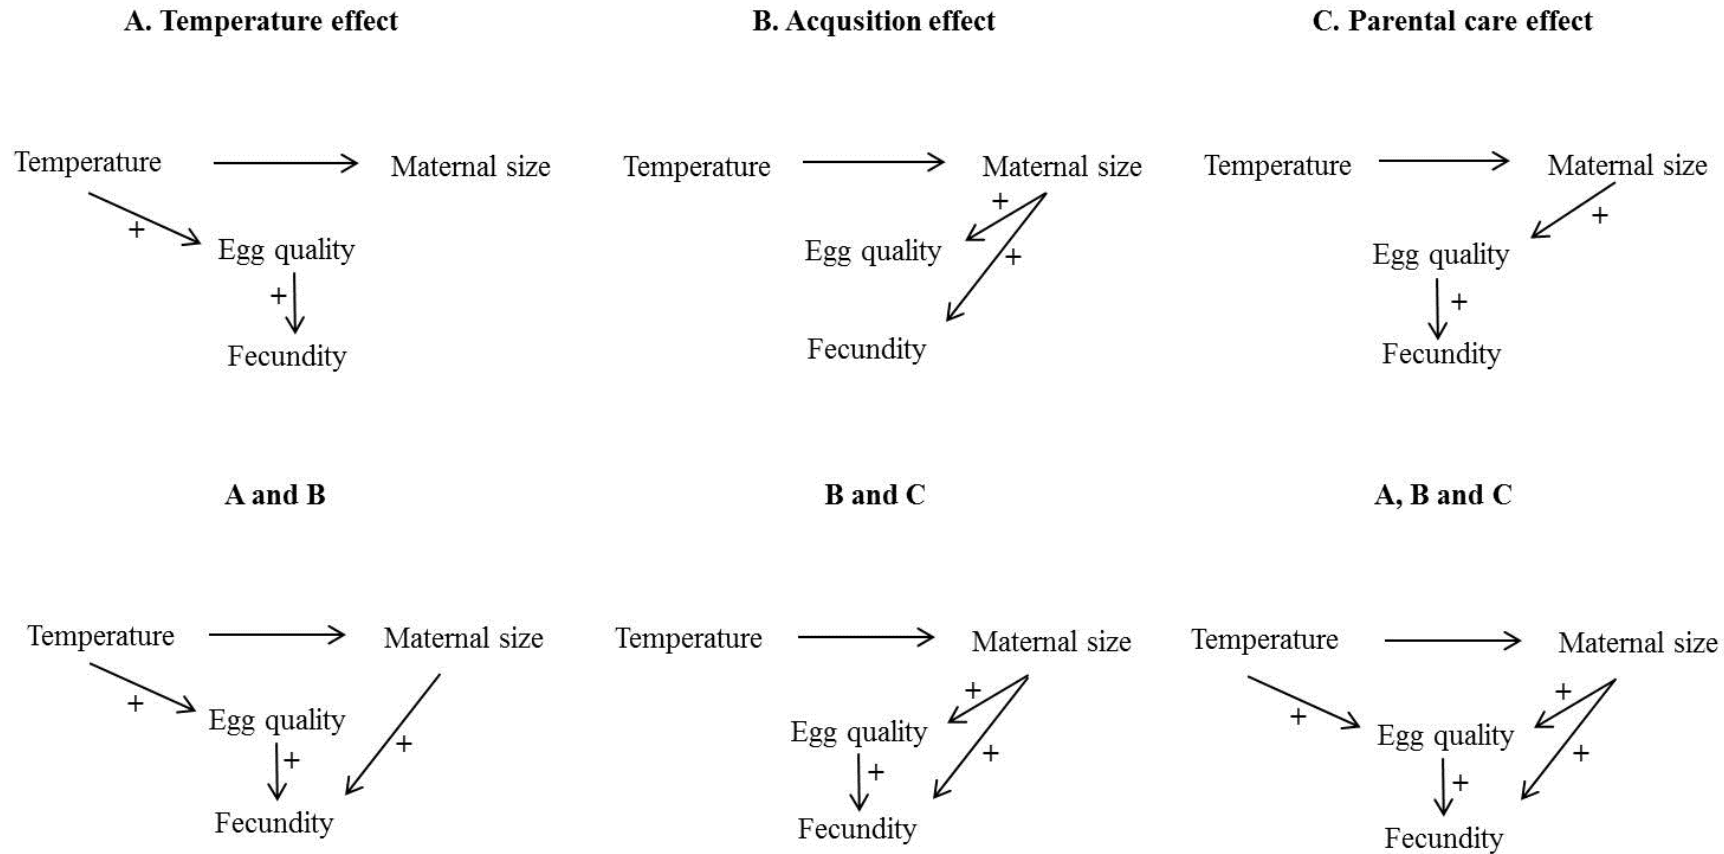 A. Temperature effect
Temperature
Maternal size
+
Egg quality
+
Fecundity
B. Acqusition effect
Temperature
Maternal size
+
Egg quality
+
Fecundity
C. Parental care effect
Temperature
Maternal size
+
Egg quality
+
Fecundity
A and B
Temperature
Maternal size
+
Egg quality
+
+
Fecundity
B and C
Temperature
Maternal size
+
Egg quality
+
+
Fecundity
A, B and C
Temperature
Maternal size
+
+
Egg quality
+
+
Fecundity